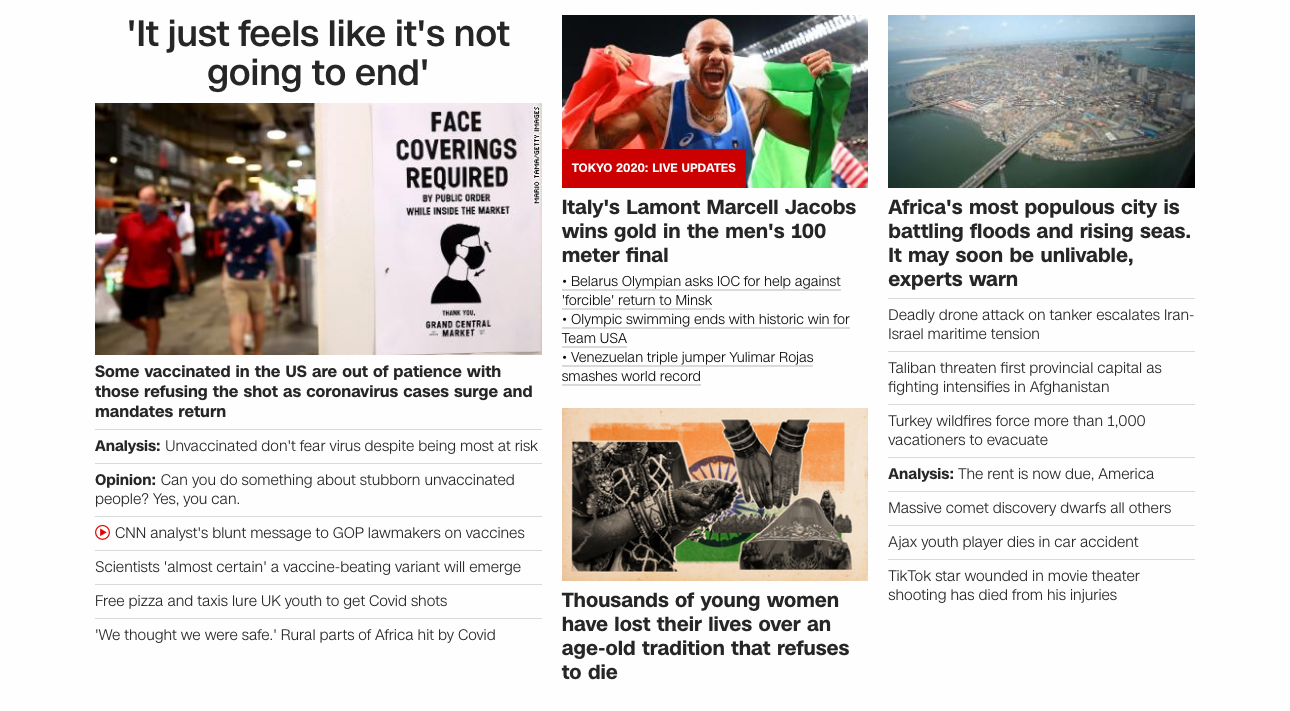 'It just feels like it's not
going to end'
FACE
COVERINGS
REQUIRED
BY PUBLIC ORDER
WHILE INSIDE THE MARKET
THANK YOU,
GRAND CENTRAL
MARKET
MARIO TAMA/GETTY IMAGES
Some vaccinated in the US are out of patience with
those refusing the shot as coronavirus cases surge and
mandates return
Analysis: Unvaccinated don't fear virus despite being most at risk
Opinion: Can you do something about stubborn unvaccinated
people? Yes, you can.
CNN analyst's blunt message to GOP lawmakers on vaccines
Scientists 'almost certain' a vaccine-beating variant will emerge
Free pizza and taxis lure UK youth to get Covid shots
'We thought we were safe.' Rural parts of Africa hit by Covid
TOKYO 2020: LIVE UPDATES
Italy's Lamont Marcell Jacobs
wins gold in the men's 100
meter final
• Belarus Olympian asks IOC for help against
'forcible' return to Minsk
• Olympic swimming ends with historic win for
Team USA
• Venezuelan triple jumper Yulimar Rojas
smashes world record
Thousands of young women
have lost their lives over an
age-old tradition that refuses
to die
Africa's most populous city is
battling floods and rising seas.
It may soon be unlivable,
experts warn
Deadly drone attack on tanker escalates Iran-
Israel maritime tension
Taliban threaten first provincial capital as
fighting intensifies in Afghanistan
Turkey wildfires force more than 1,000
vacationers to evacuate
Analysis: The rent is now due, America
Massive comet discovery dwarfs all others
Ajax youth player dies in car accident
TikTok star wounded in movie theater
shooting has died from his injuries